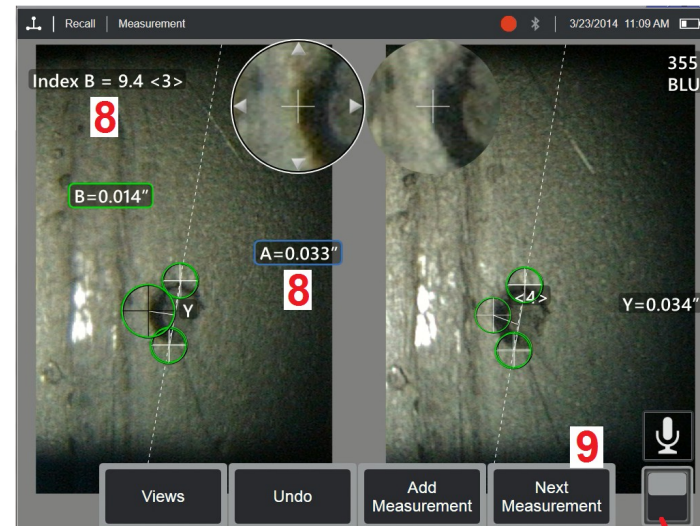 Recall Measurement 3/23/2014 11:09 AM
Index B = 9.4 <3>
8
355
BLU
B=0.014"
A=0.033"
8
Y
<4>
Y=0.034"
9
Views
Undo
Add
Measurement
Next
Measurement